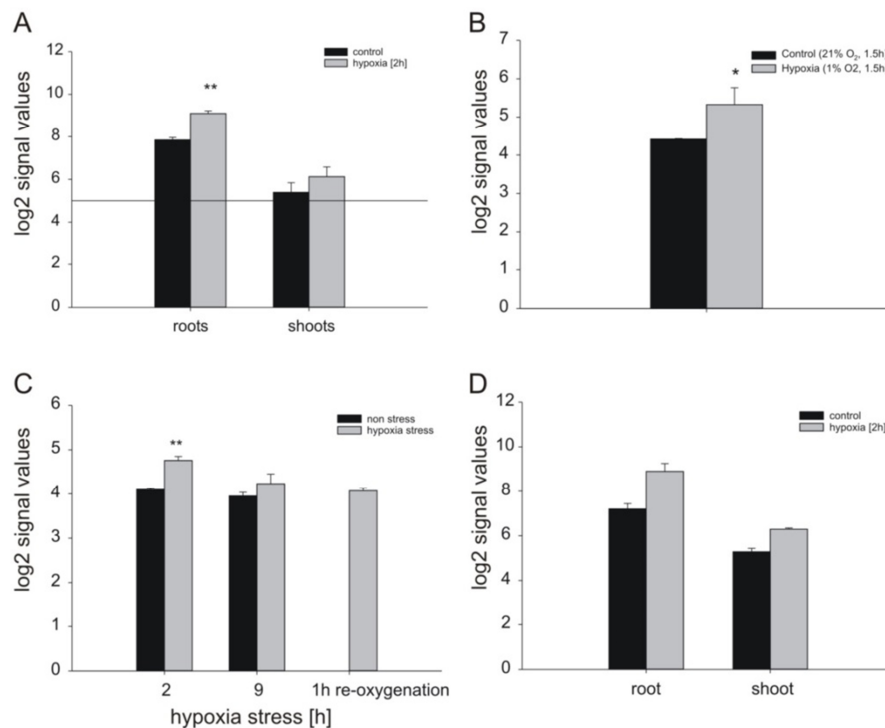 A
log2 signal values
12
10
8
6
4
2
0
control
hypoxia [2h]
**
roots
shoots
B
log2 signal values
7
6
5
4
3
2
1
0
Control (21% O₂, 1.5h)
Hypoxia (1% O2, 1.5h)
*
C
log2 signal values
6
5
4
3
2
1
0
non stress
hypoxia stress
**
2 9 1h re-oxygenation
hypoxia stress [h]
D
log2 signal values
12
10
8
6
4
2
0
control
hypoxia [2h]
root
shoot